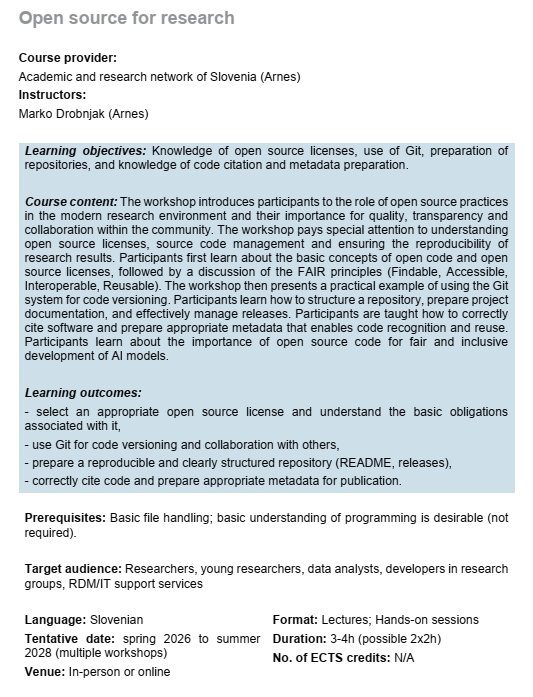 Open source for research
Course provider:
Academic and research network of Slovenia (Arnes)
Instructors:
Marko Drobnjak (Arnes)
Learning objectives: Knowledge of open source licenses, use of Git, preparation of
repositories, and knowledge of code citation and metadata preparation.
Course content: The workshop introduces participants to the role of open source practices
in the modern research environment and their importance for quality, transparency and
collaboration within the community. The workshop pays special attention to understanding
open source licenses, source code management and ensuring the reproducibility of
research results. Participants first learn about the basic concepts of open code and open
source licenses, followed by a discussion of the FAIR principles (Findable, Accessible,
Interoperable, Reusable). The workshop then presents a practical example of using the Git
system for code versioning. Participants learn how to structure a repository, prepare project
documentation, and effectively manage releases. Participants are taught how to correctly
cite software and prepare appropriate metadata that enables code recognition and reuse.
Participants learn about the importance of open source code for fair and inclusive
development of AI models.
Learning outcomes:
- select an appropriate open source license and understand the basic obligations
associated with it,
- use Git for code versioning and collaboration with others,
- prepare a reproducible and clearly structured repository (README, releases),
- correctly cite code and prepare appropriate metadata for publication.
Prerequisites: Basic file handling; basic understanding of programming is desirable (not
required).
Target audience: Researchers, young researchers, data analysts, developers in research
groups, RDM/IT support services
Language: Slovenian
Tentative date: spring 2026 to summer
2028 (multiple workshops)
Venue: In-person or online
Format: Lectures; Hands-on sessions
Duration: 3-4h (possible 2x2h)
No. of ECTS credits: N/A